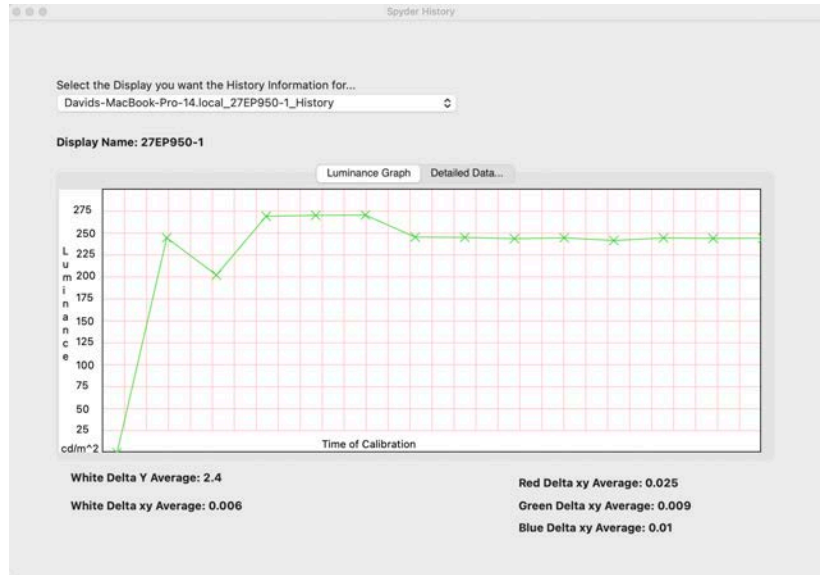 Spyder History
Select the Display you want the History Information for...
Davids-MacBook-Pro-14.local_27EP950-1_History
Display Name: 27EP950-1
Luminance Graph Detailed Data...
Luminance
275
250
225
200
175
150
125
100
75
50
25
cd/m^2
Time of Calibration
White Delta Y Average: 2.4
White Delta xy Average: 0.006
Red Delta xy Average: 0.025
Green Delta xy Average: 0.009
Blue Delta xy Average: 0.01